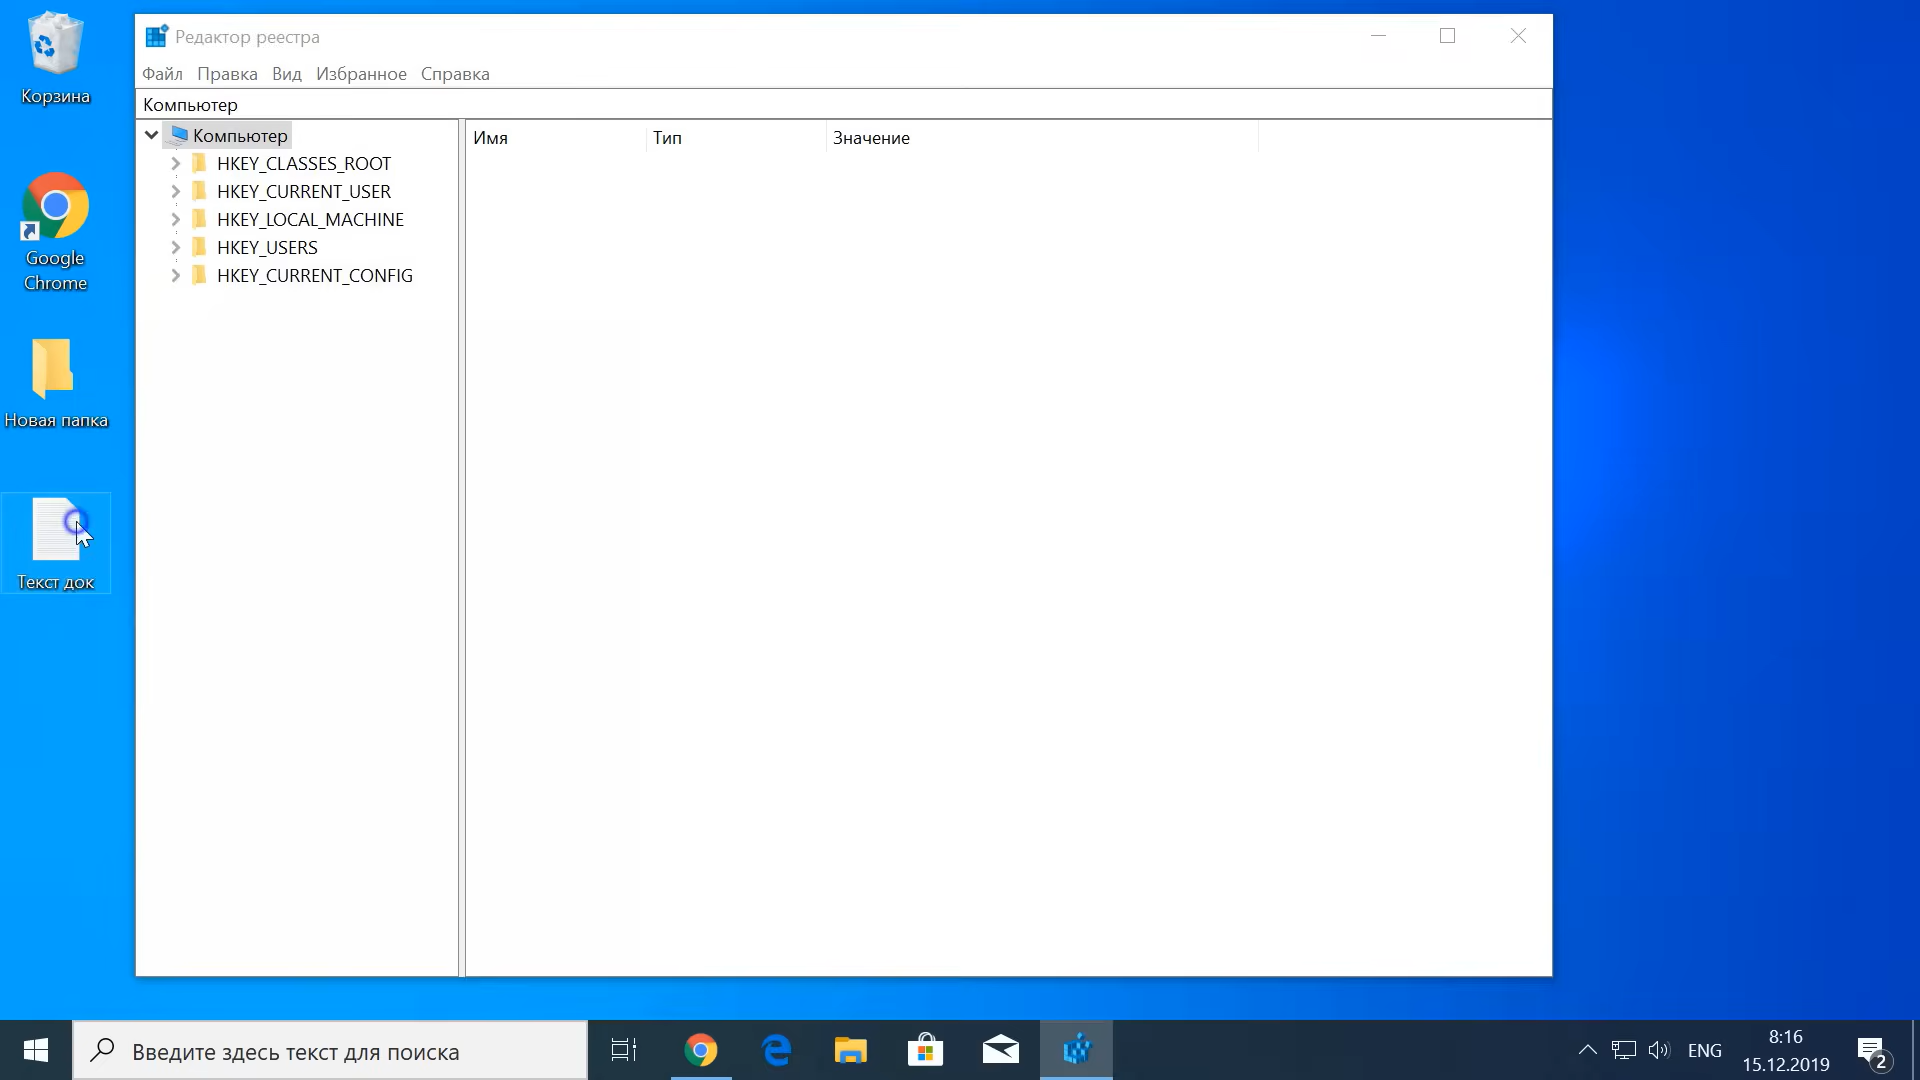 Корзина
Google
Chrome
Новая папка
Текст док
Редактор реестра
Файл Правка Вид Избранное Справка
Компьютер
Компьютер
HKEY_CLASSES_ROOT
HKEY_CURRENT_USER
HKEY_LOCAL_MACHINE
HKEY_USERS
HKEY_CURRENT_CONFIG
Имя Тип Значение
Введите здесь текст для поиска
ENG
8:16
15.12.2019
2